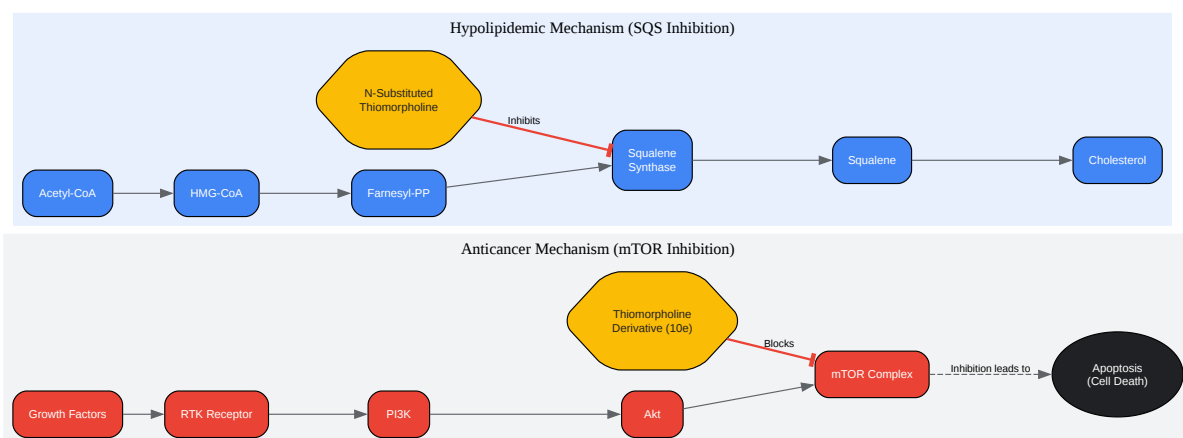 Hypolipidemic Mechanism (SQS Inhibition)
N-Substituted
Thiomorpholine
Inhibits
Squalene
Synthase
Squalene
Cholesterol
Acetyl-CoA
HMG-CoA
Farnesyl-PP
Anticancer Mechanism (mTOR Inhibition)
Thiomorpholine
Derivative (10e)
Blocks
mTOR Complex
Inhibition leads to
Apoptosis
(Cell Death)
Growth Factors
RTK Receptor
PI3K
Akt